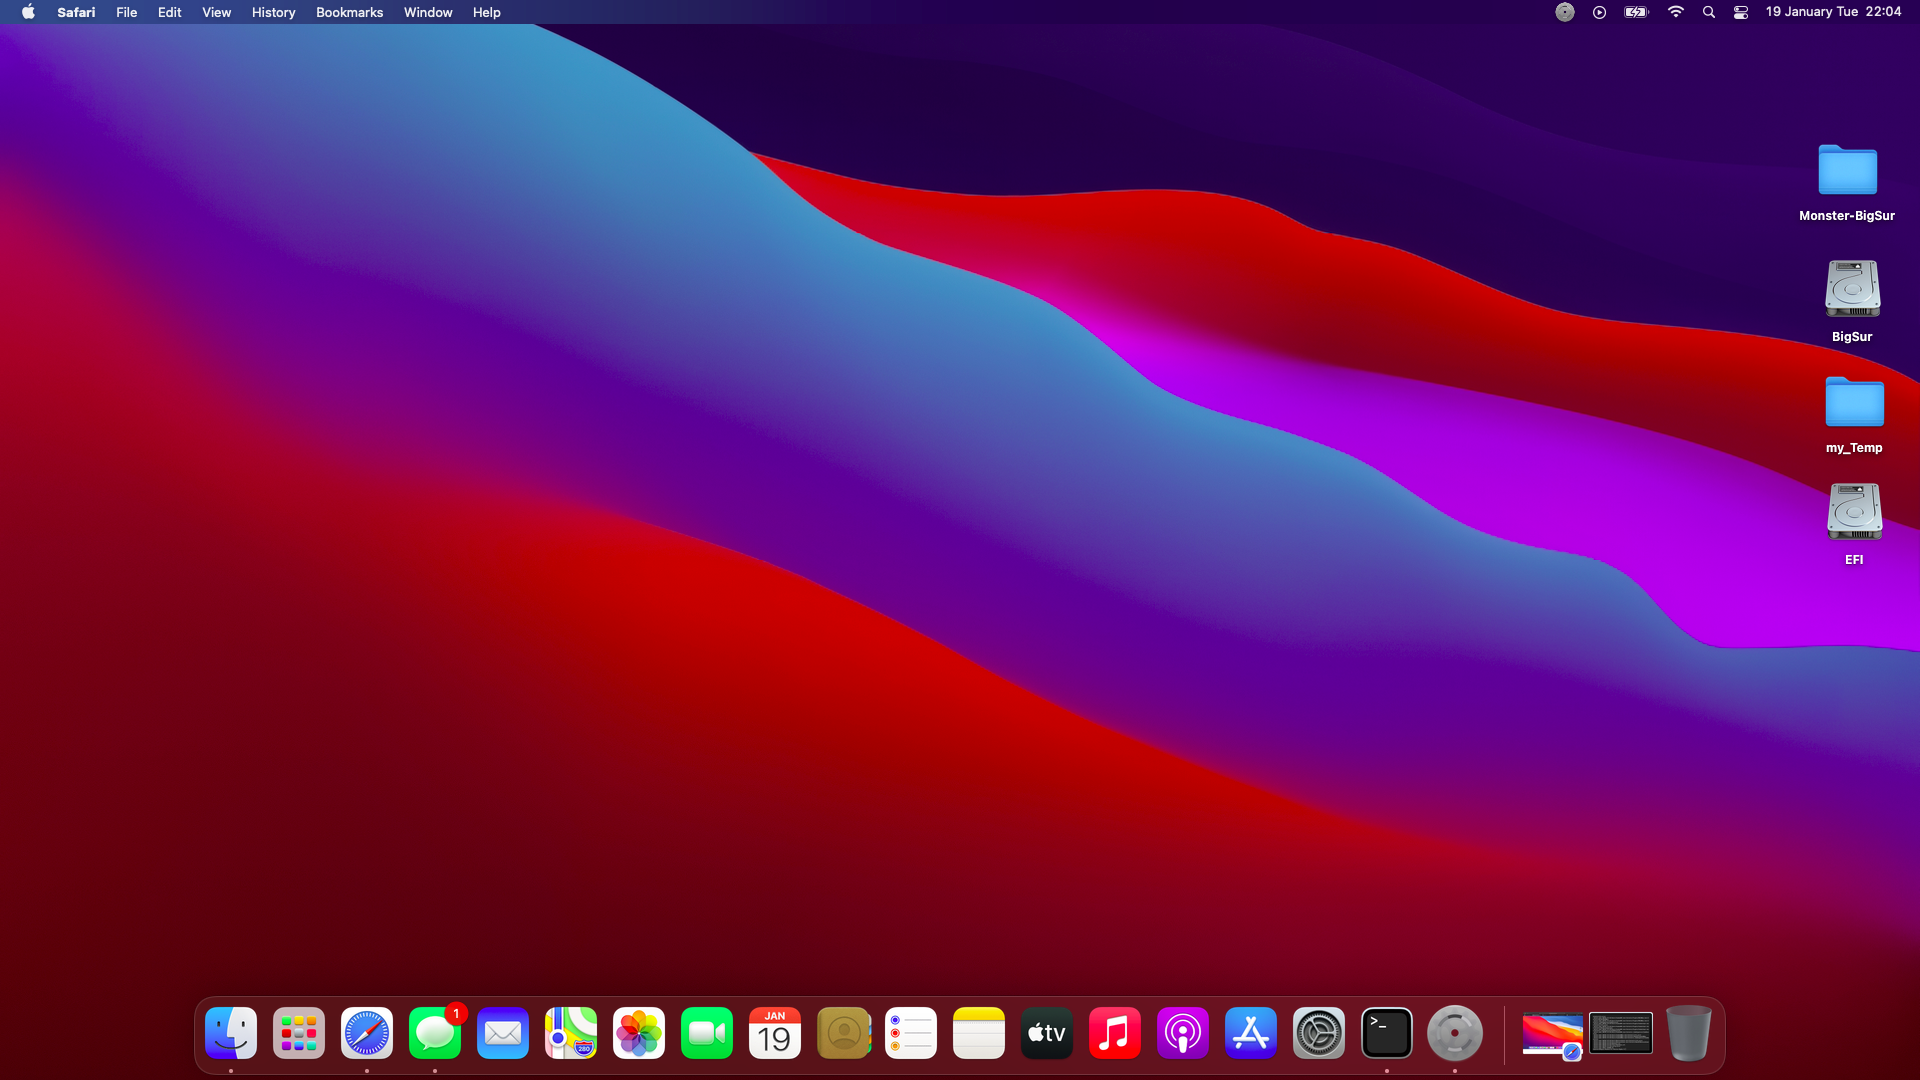 Safari File Edit View History Bookmarks Window Help 19 January Tue 22:04
Monster-BigSur
BigSur
my_Temp
EFI
1
280
JAN
19
tv
>_